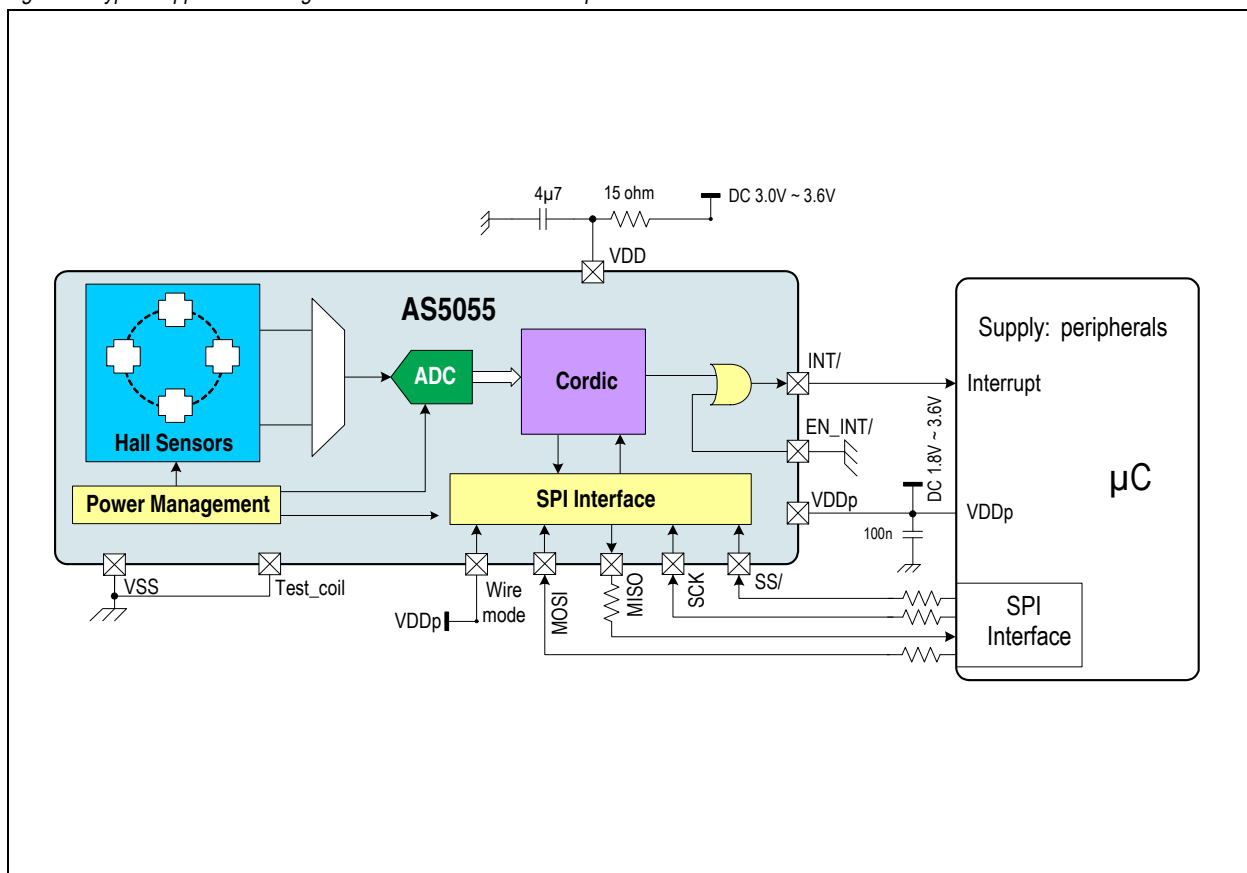 4µ7
15 ohm
DC 3.0V ~ 3.6V
VDD
AS5055
Supply: peripherals
INT/
ADC
Cordic
Interrupt
Hall Sensors
EN_INT/
DC 1.8V ~ 3.6V
µC
Power Management
SPI Interface
VDDp
VDDp
100n
VSS
Test_coil
Wire
mode
MOSI
MISO
SCK
SS/
VDDp
SPI
Interface